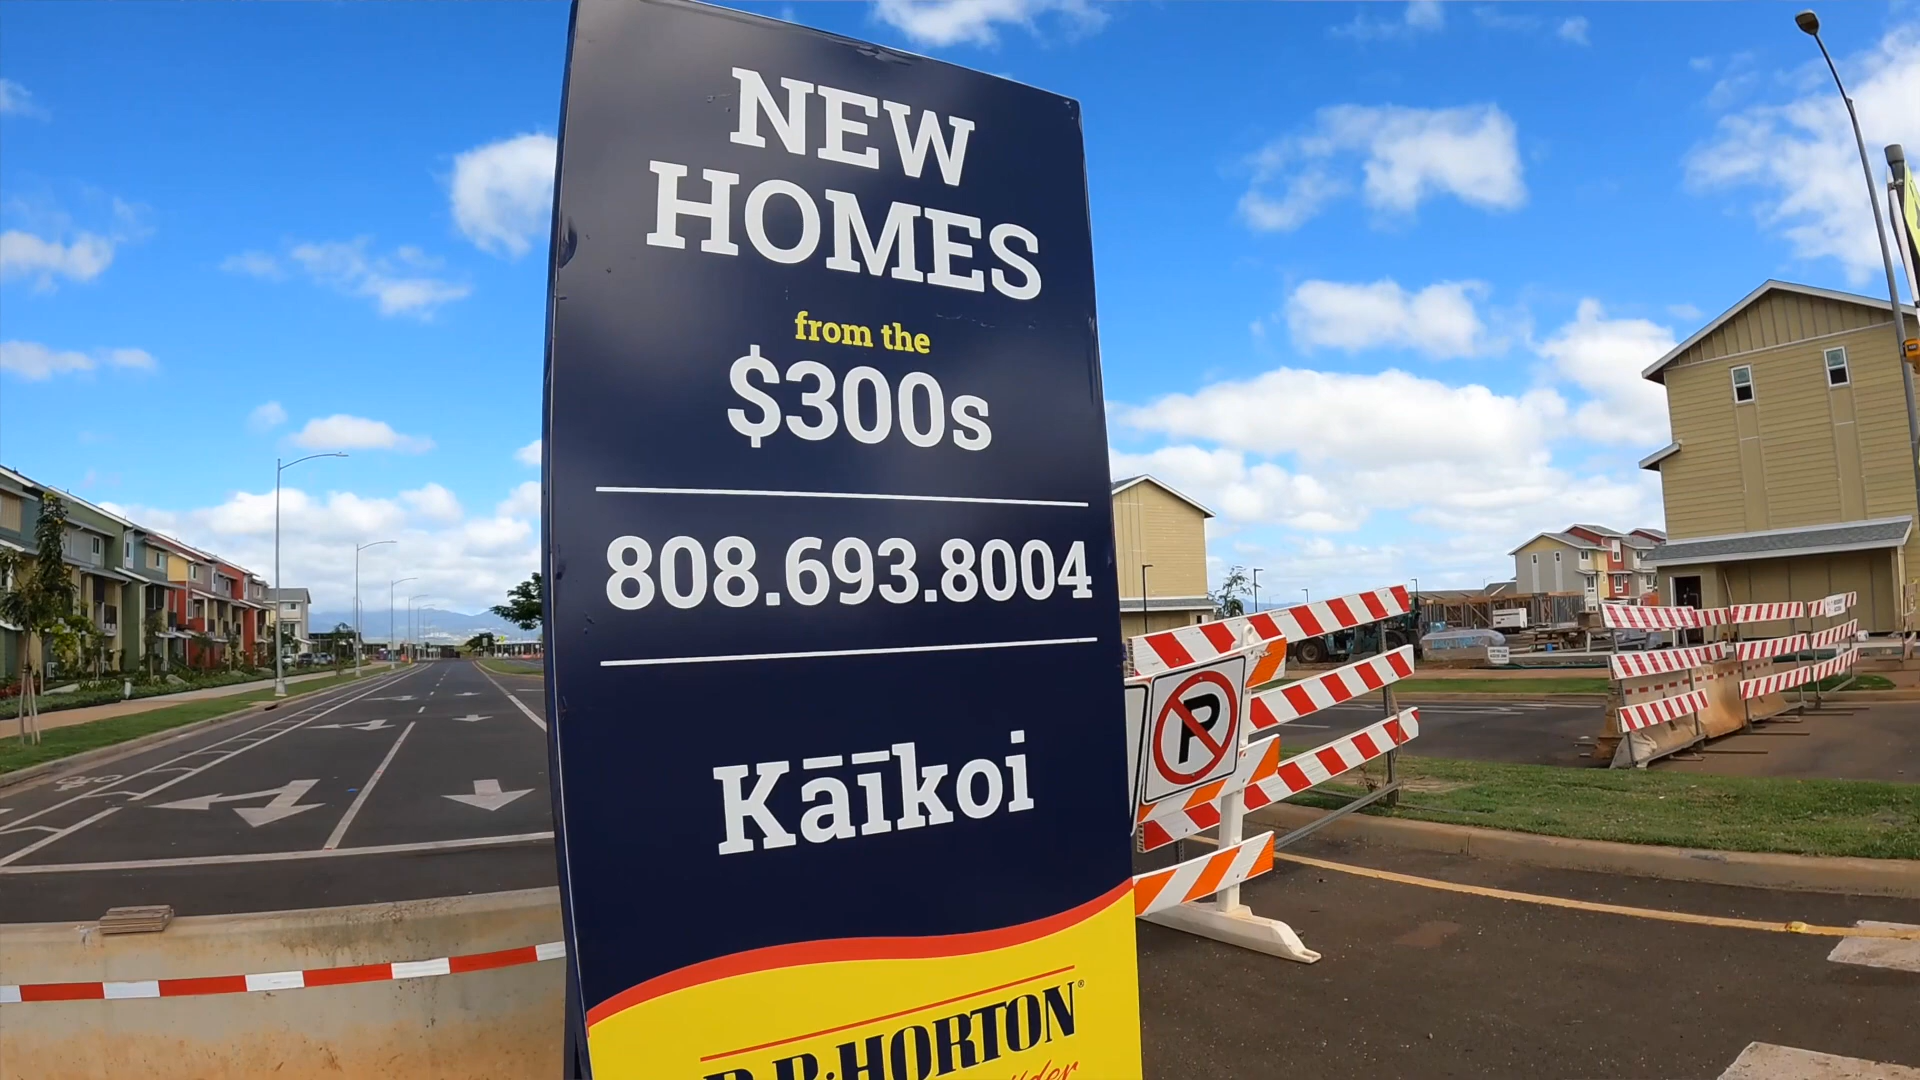 NEW
HOMES
from the
$300s
808.693.8004
Kāīkoi
D·R·HORTON®
P